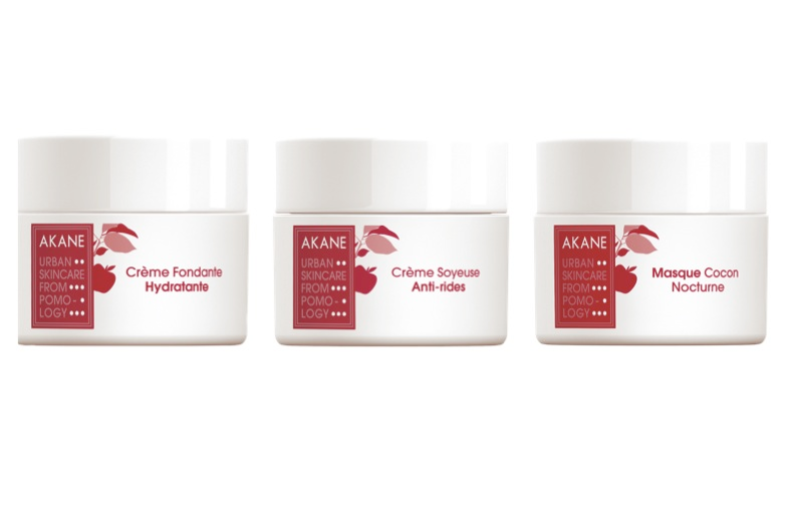 AKANE
URBAN ●●
SKINCARE
FROM ●●●
POMO- ●
LOGY ●●●
Crème Fondante
Hydratante
AKANE
URBAN ●●
SKINCARE
FROM ●●●
POMO- ●
LOGY ●●●
Crème Soyeuse
Anti-rides
AKANE
URBAN ●●
SKINCARE
FROM ●●●
POMO- ●
LOGY ●●●
Masque Cocon
Nocturne